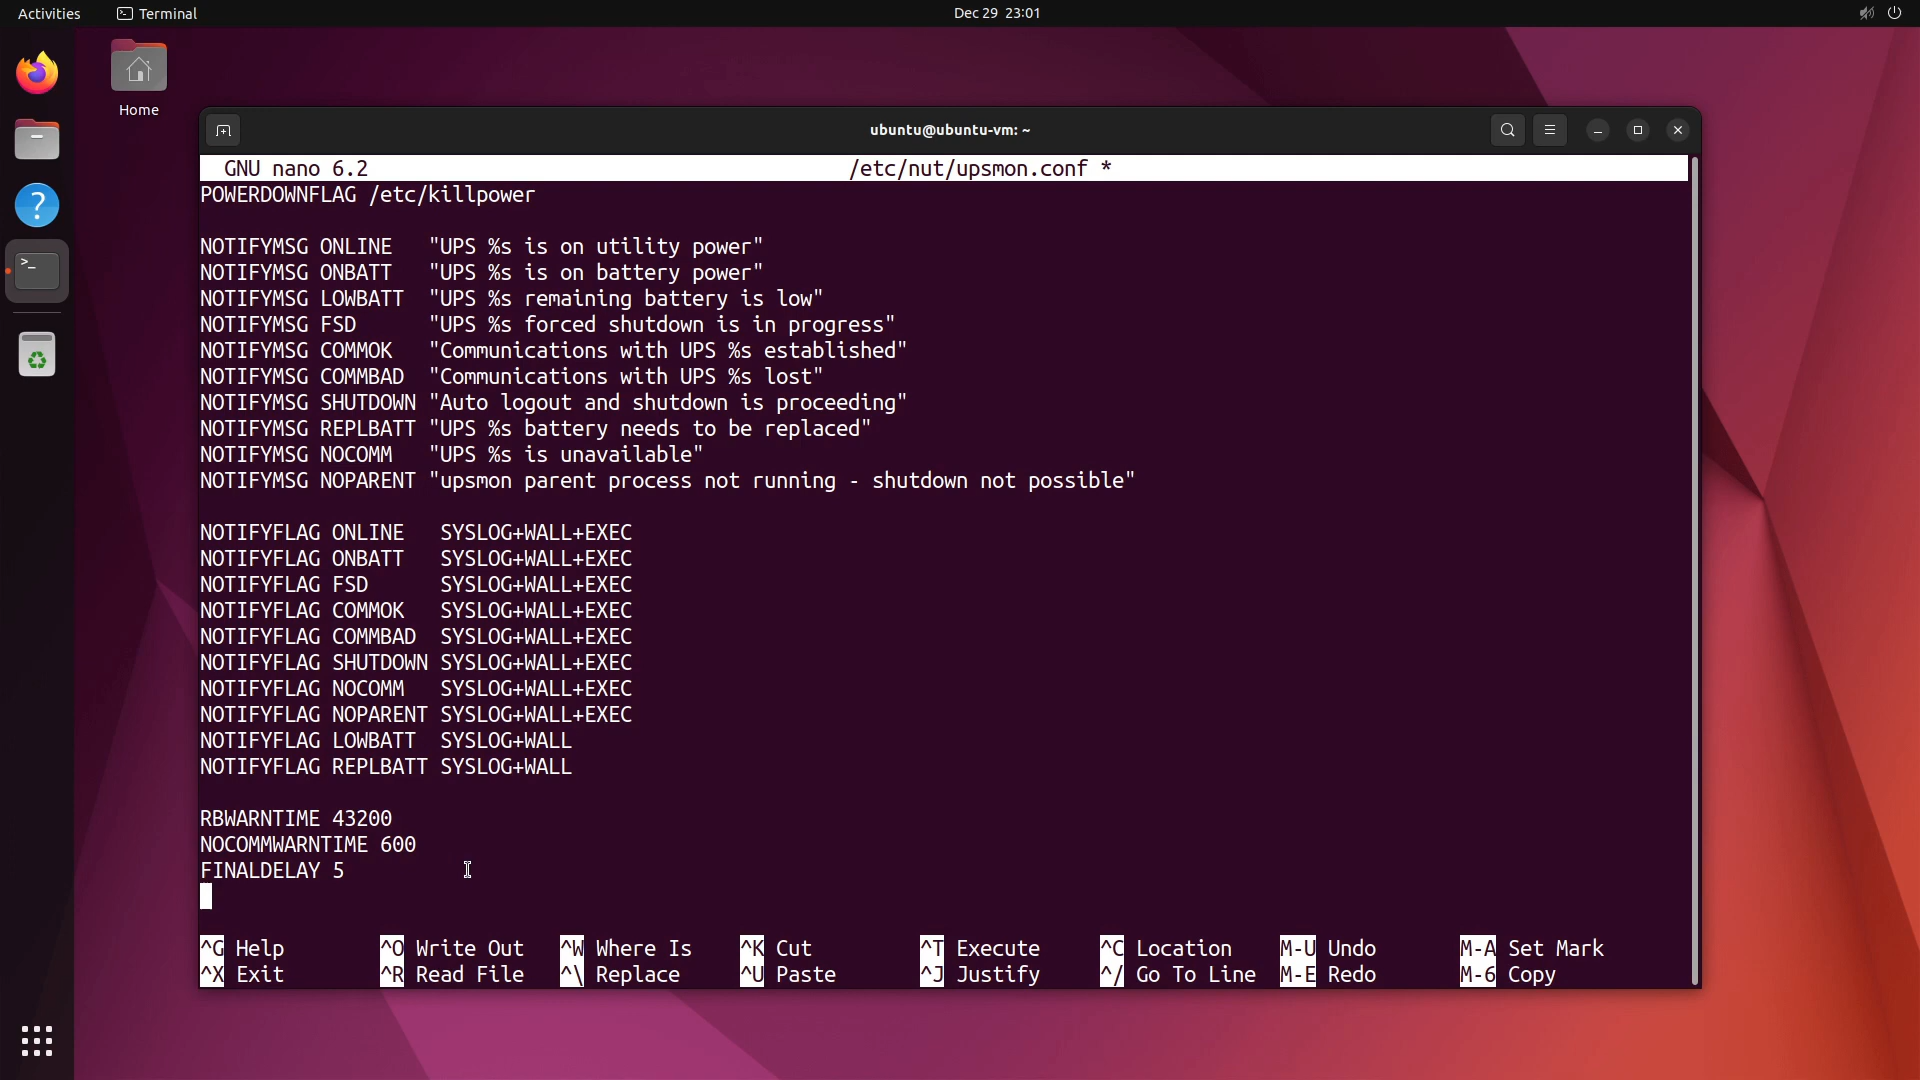 Activities
Terminal
Dec 29 23:01
Home
ubuntu@ubuntu-vm: ~
GNU nano 6.2 /etc/nut/upsmon.conf *
POWERDOWNFLAG /etc/killpower
NOTIFYMSG ONLINE "UPS %s is on utility power"
NOTIFYMSG ONBATT "UPS %s is on battery power"
NOTIFYMSG LOWBATT "UPS %s remaining battery is low"
NOTIFYMSG FSD "UPS %s forced shutdown is in progress"
NOTIFYMSG COMMOK "Communications with UPS %s established"
NOTIFYMSG COMMBAD "Communications with UPS %s lost"
NOTIFYMSG SHUTDOWN "Auto logout and shutdown is proceeding"
NOTIFYMSG REPLBATT "UPS %s battery needs to be replaced"
NOTIFYMSG NOCOMM "UPS %s is unavailable"
NOTIFYMSG NOPARENT "upsmon parent process not running - shutdown not possible"
NOTIFYFLAG ONLINE SYSLOG+WALL+EXEC
NOTIFYFLAG ONBATT SYSLOG+WALL+EXEC
NOTIFYFLAG FSD SYSLOG+WALL+EXEC
NOTIFYFLAG COMMOK SYSLOG+WALL+EXEC
NOTIFYFLAG COMMBAD SYSLOG+WALL+EXEC
NOTIFYFLAG SHUTDOWN SYSLOG+WALL+EXEC
NOTIFYFLAG NOCOMM SYSLOG+WALL+EXEC
NOTIFYFLAG NOPARENT SYSLOG+WALL+EXEC
NOTIFYFLAG LOWBATT SYSLOG+WALL
NOTIFYFLAG REPLBATT SYSLOG+WALL
RBWARNTIME 43200
NOCOMMWARNTIME 600
FINALDELAY 5
^G Help ^O Write Out ^W Where Is ^K Cut ^T Execute ^C Location M-U Undo M-A Set Mark
^X Exit ^R Read File ^\ Replace ^U Paste ^J Justify ^/ Go To Line M-E Redo M-6 Copy